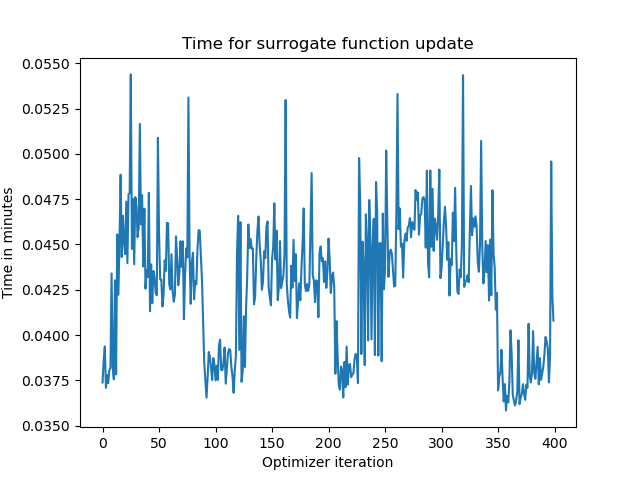 Time for surrogate function update
0.0550
0.0525
0.0500
0.0475
0.0450
0.0425
0.0400
0.0375
0.0350
Time in minutes
0 50 100 150 200 250 300 350 400
Optimizer iteration